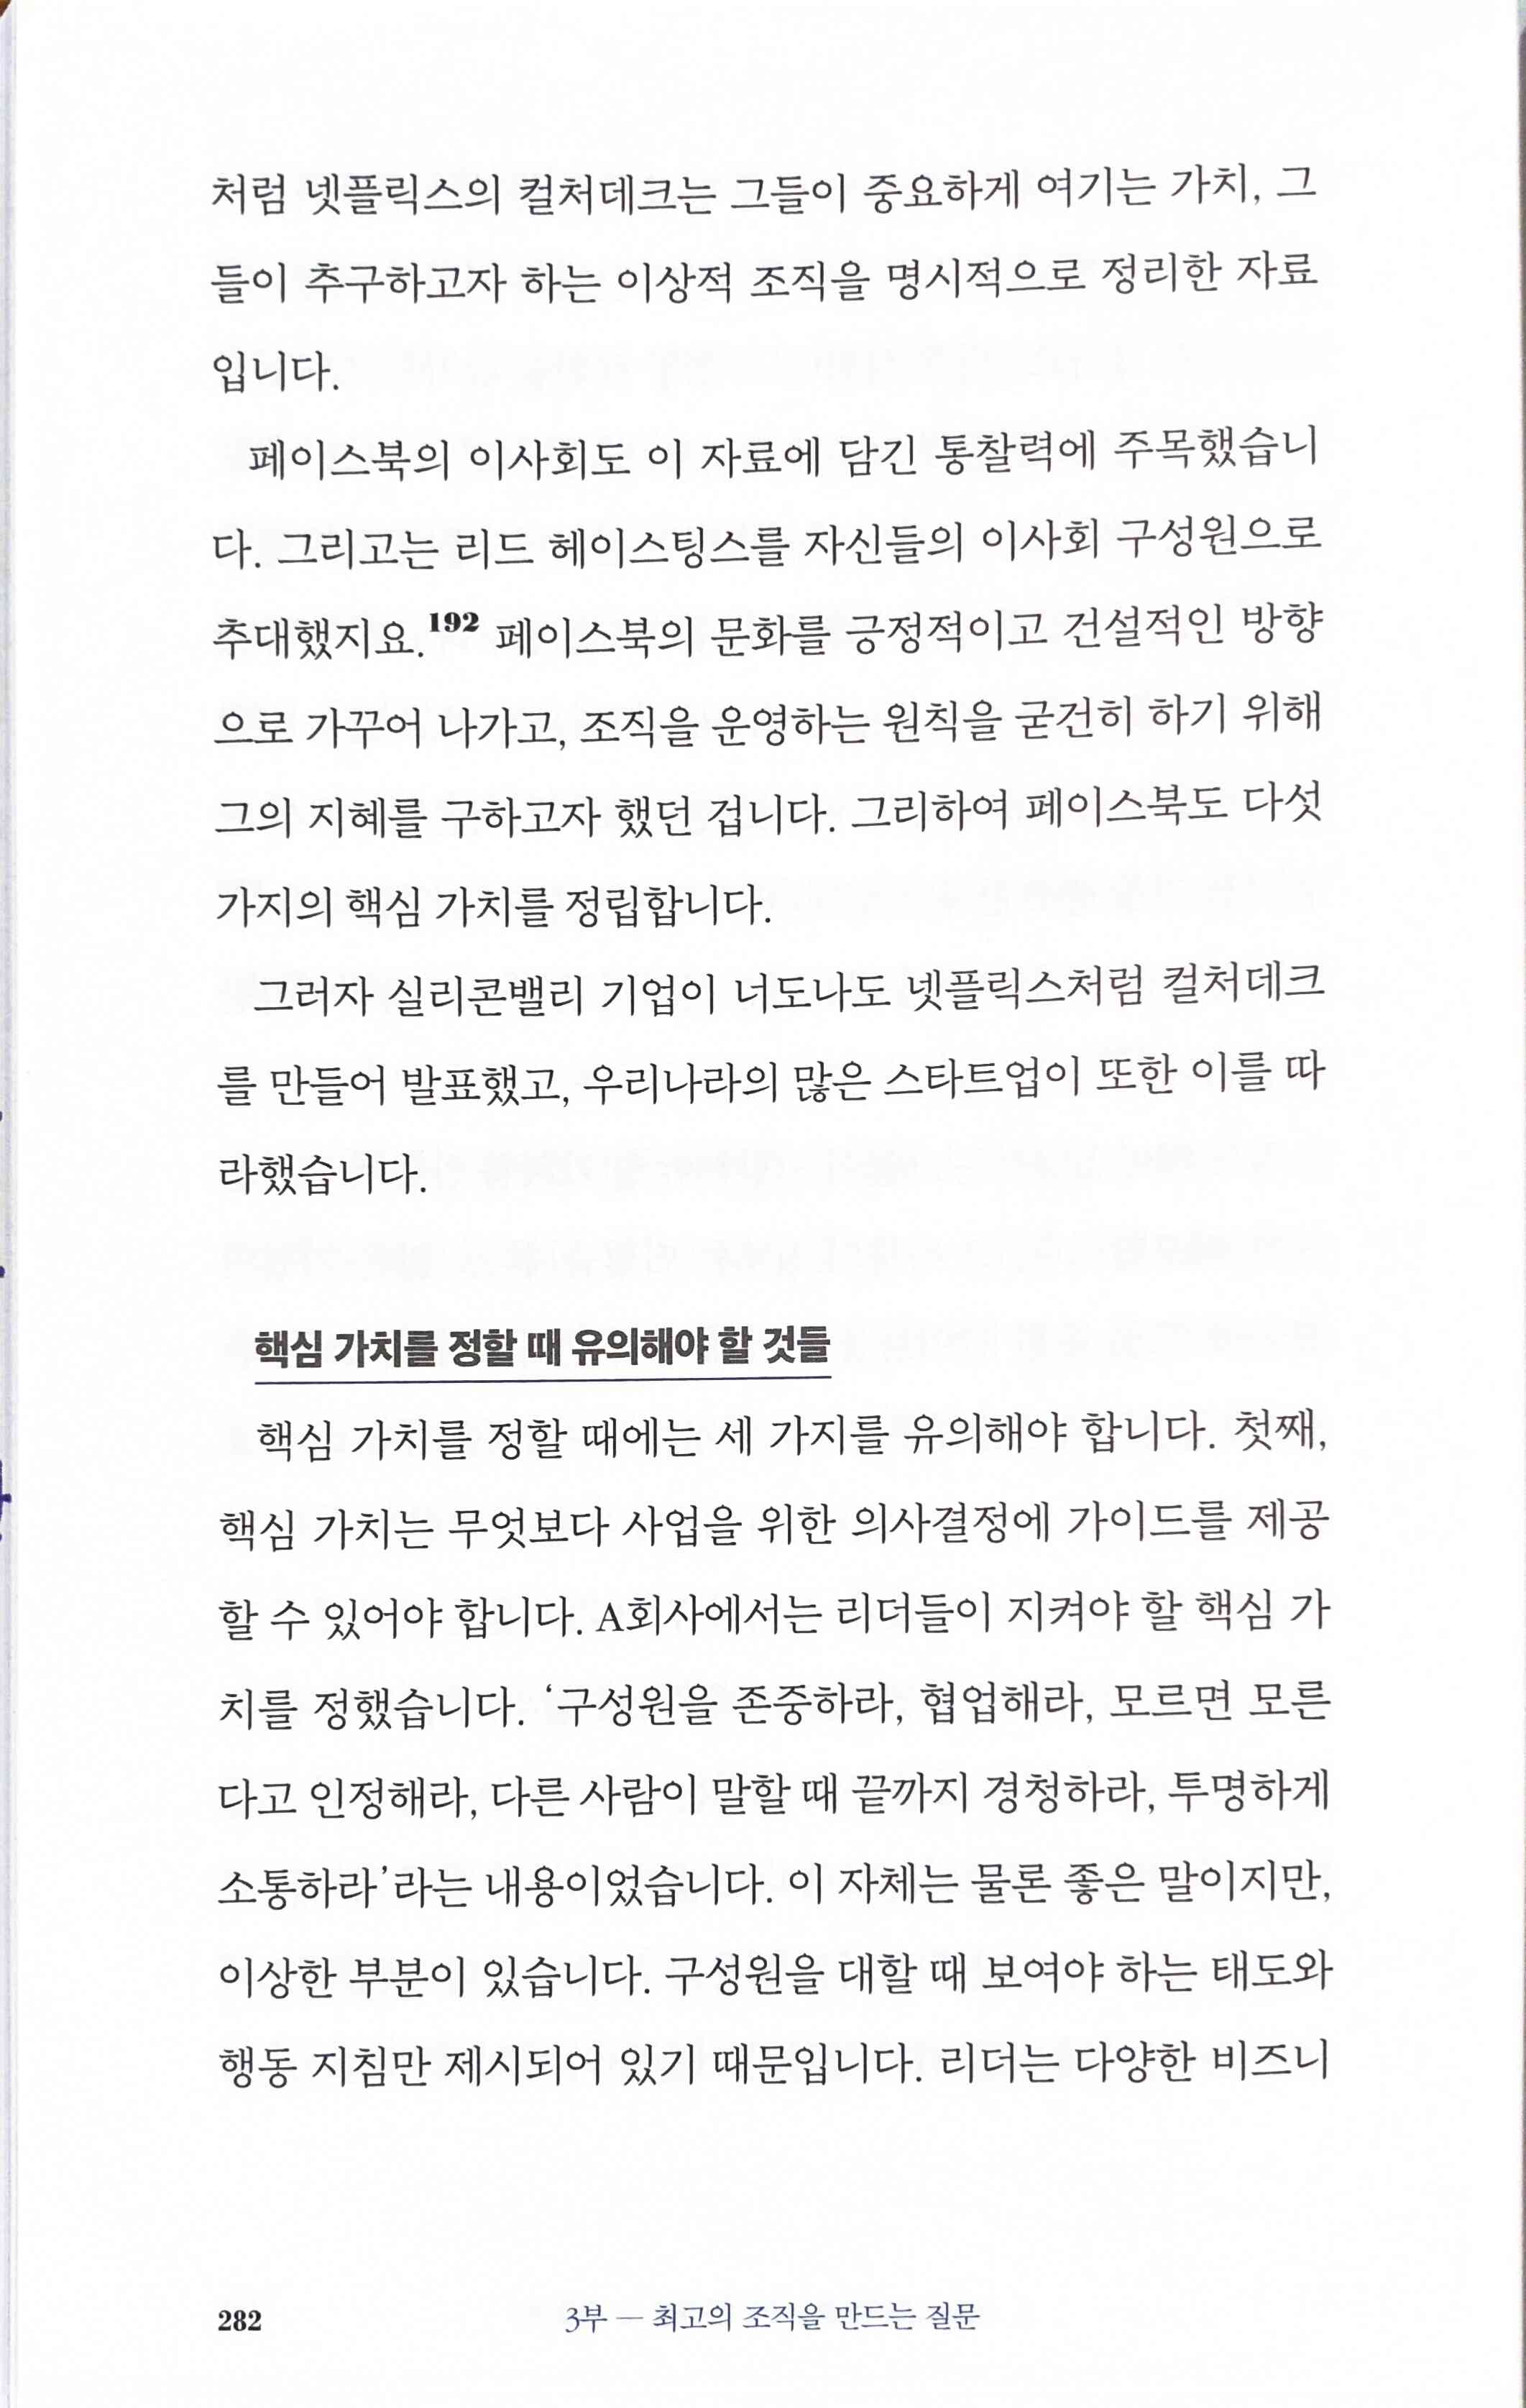 처럼 넷플릭스의 컬처데크는 그들이 중요하게 여기는 가치, 그
들이 추구하고자 하는 이상적 조직을 명시적으로 정리한 자료
입니다.
페이스북의 이사회도 이 자료에 담긴 통찰력에 주목했습니
다. 그리고는 리드 헤이스팅스를 자신들의 이사회 구성원으로
추대했지요.192 페이스북의 문화를 긍정적이고 건설적인 방향
으로 가꾸어 나가고, 조직을 운영하는 원칙을 굳건히 하기 위해
그의 지혜를 구하고자 했던 겁니다. 그리하여 페이스북도 다섯
가지의 핵심 가치를 정립합니다.
그러자 실리콘밸리 기업이 너도나도 넷플릭스처럼 컬처데크
를 만들어 발표했고, 우리나라의 많은 스타트업이 또한 이를 따
라했습니다.
핵심 가치를 정할 때 유의해야 할 것들
핵심 가치를 정할 때에는 세 가지를 유의해야 합니다. 첫째,
핵심 가치는 무엇보다 사업을 위한 의사결정에 가이드를 제공
할 수 있어야 합니다. A회사에서는 리더들이 지켜야 할 핵심 가
치를 정했습니다. ‘구성원을 존중하라, 협업해라, 모르면 모른
다고 인정해라, 다른 사람이 말할 때 끝까지 경청하라, 투명하게
소통하라’라는 내용이었습니다. 이 자체는 물론 좋은 말이지만,
이상한 부분이 있습니다. 구성원을 대할 때 보여야 하는 태도와
행동 지침만 제시되어 있기 때문입니다. 리더는 다양한 비즈니
282 3부 — 최고의 조직을 만드는 질문